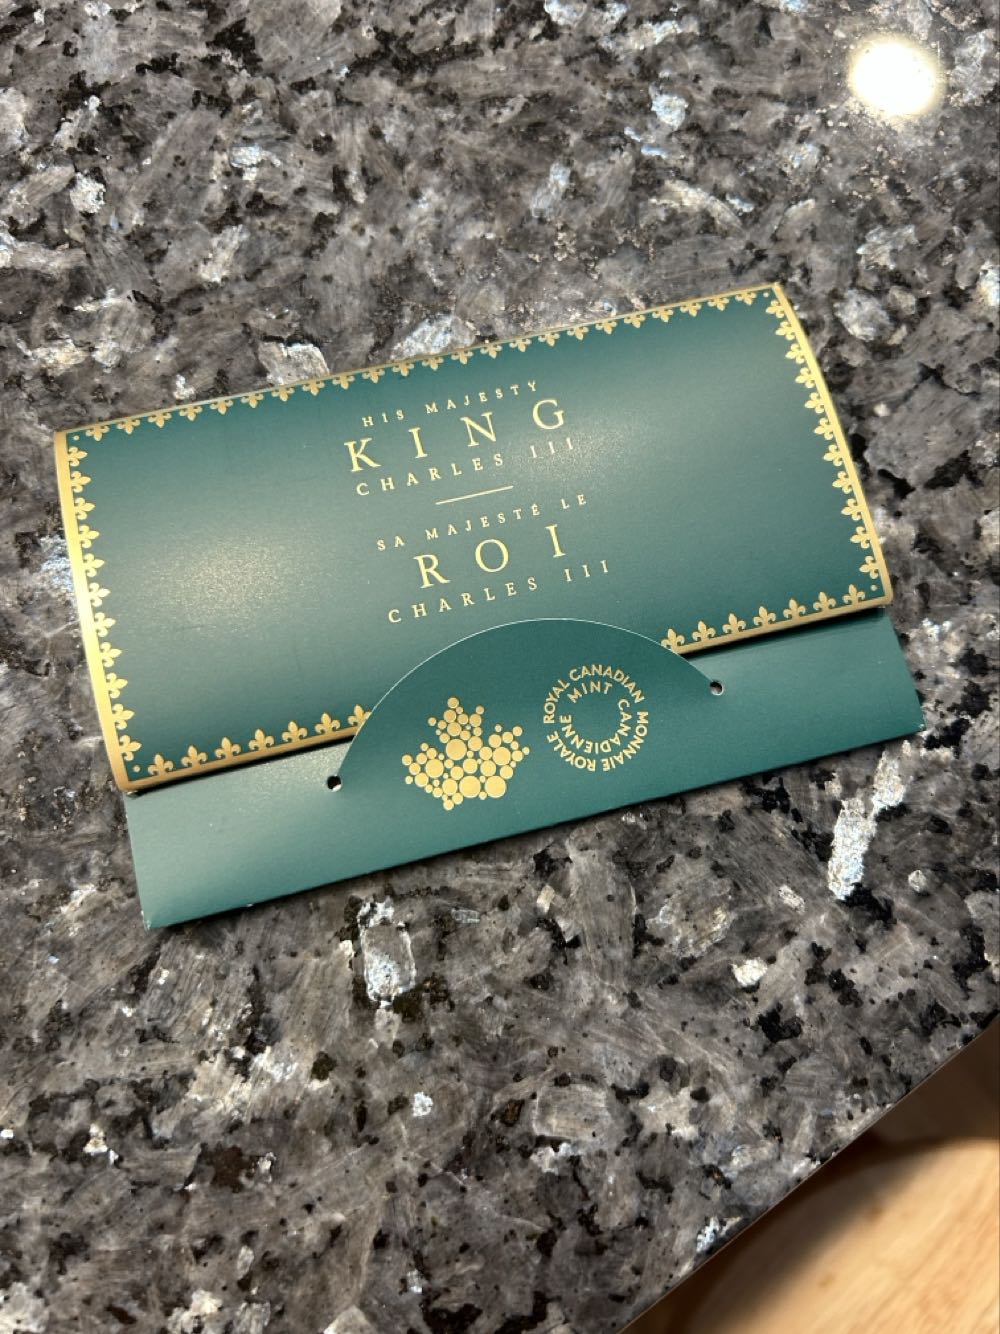 HIS MAJESTY
KING
CHARLES III
SA MAJESTÉ LE
ROI
CHARLES III
ROYAL CANADIAN
MINT
MONNAIE ROYALE
CANADIENNE